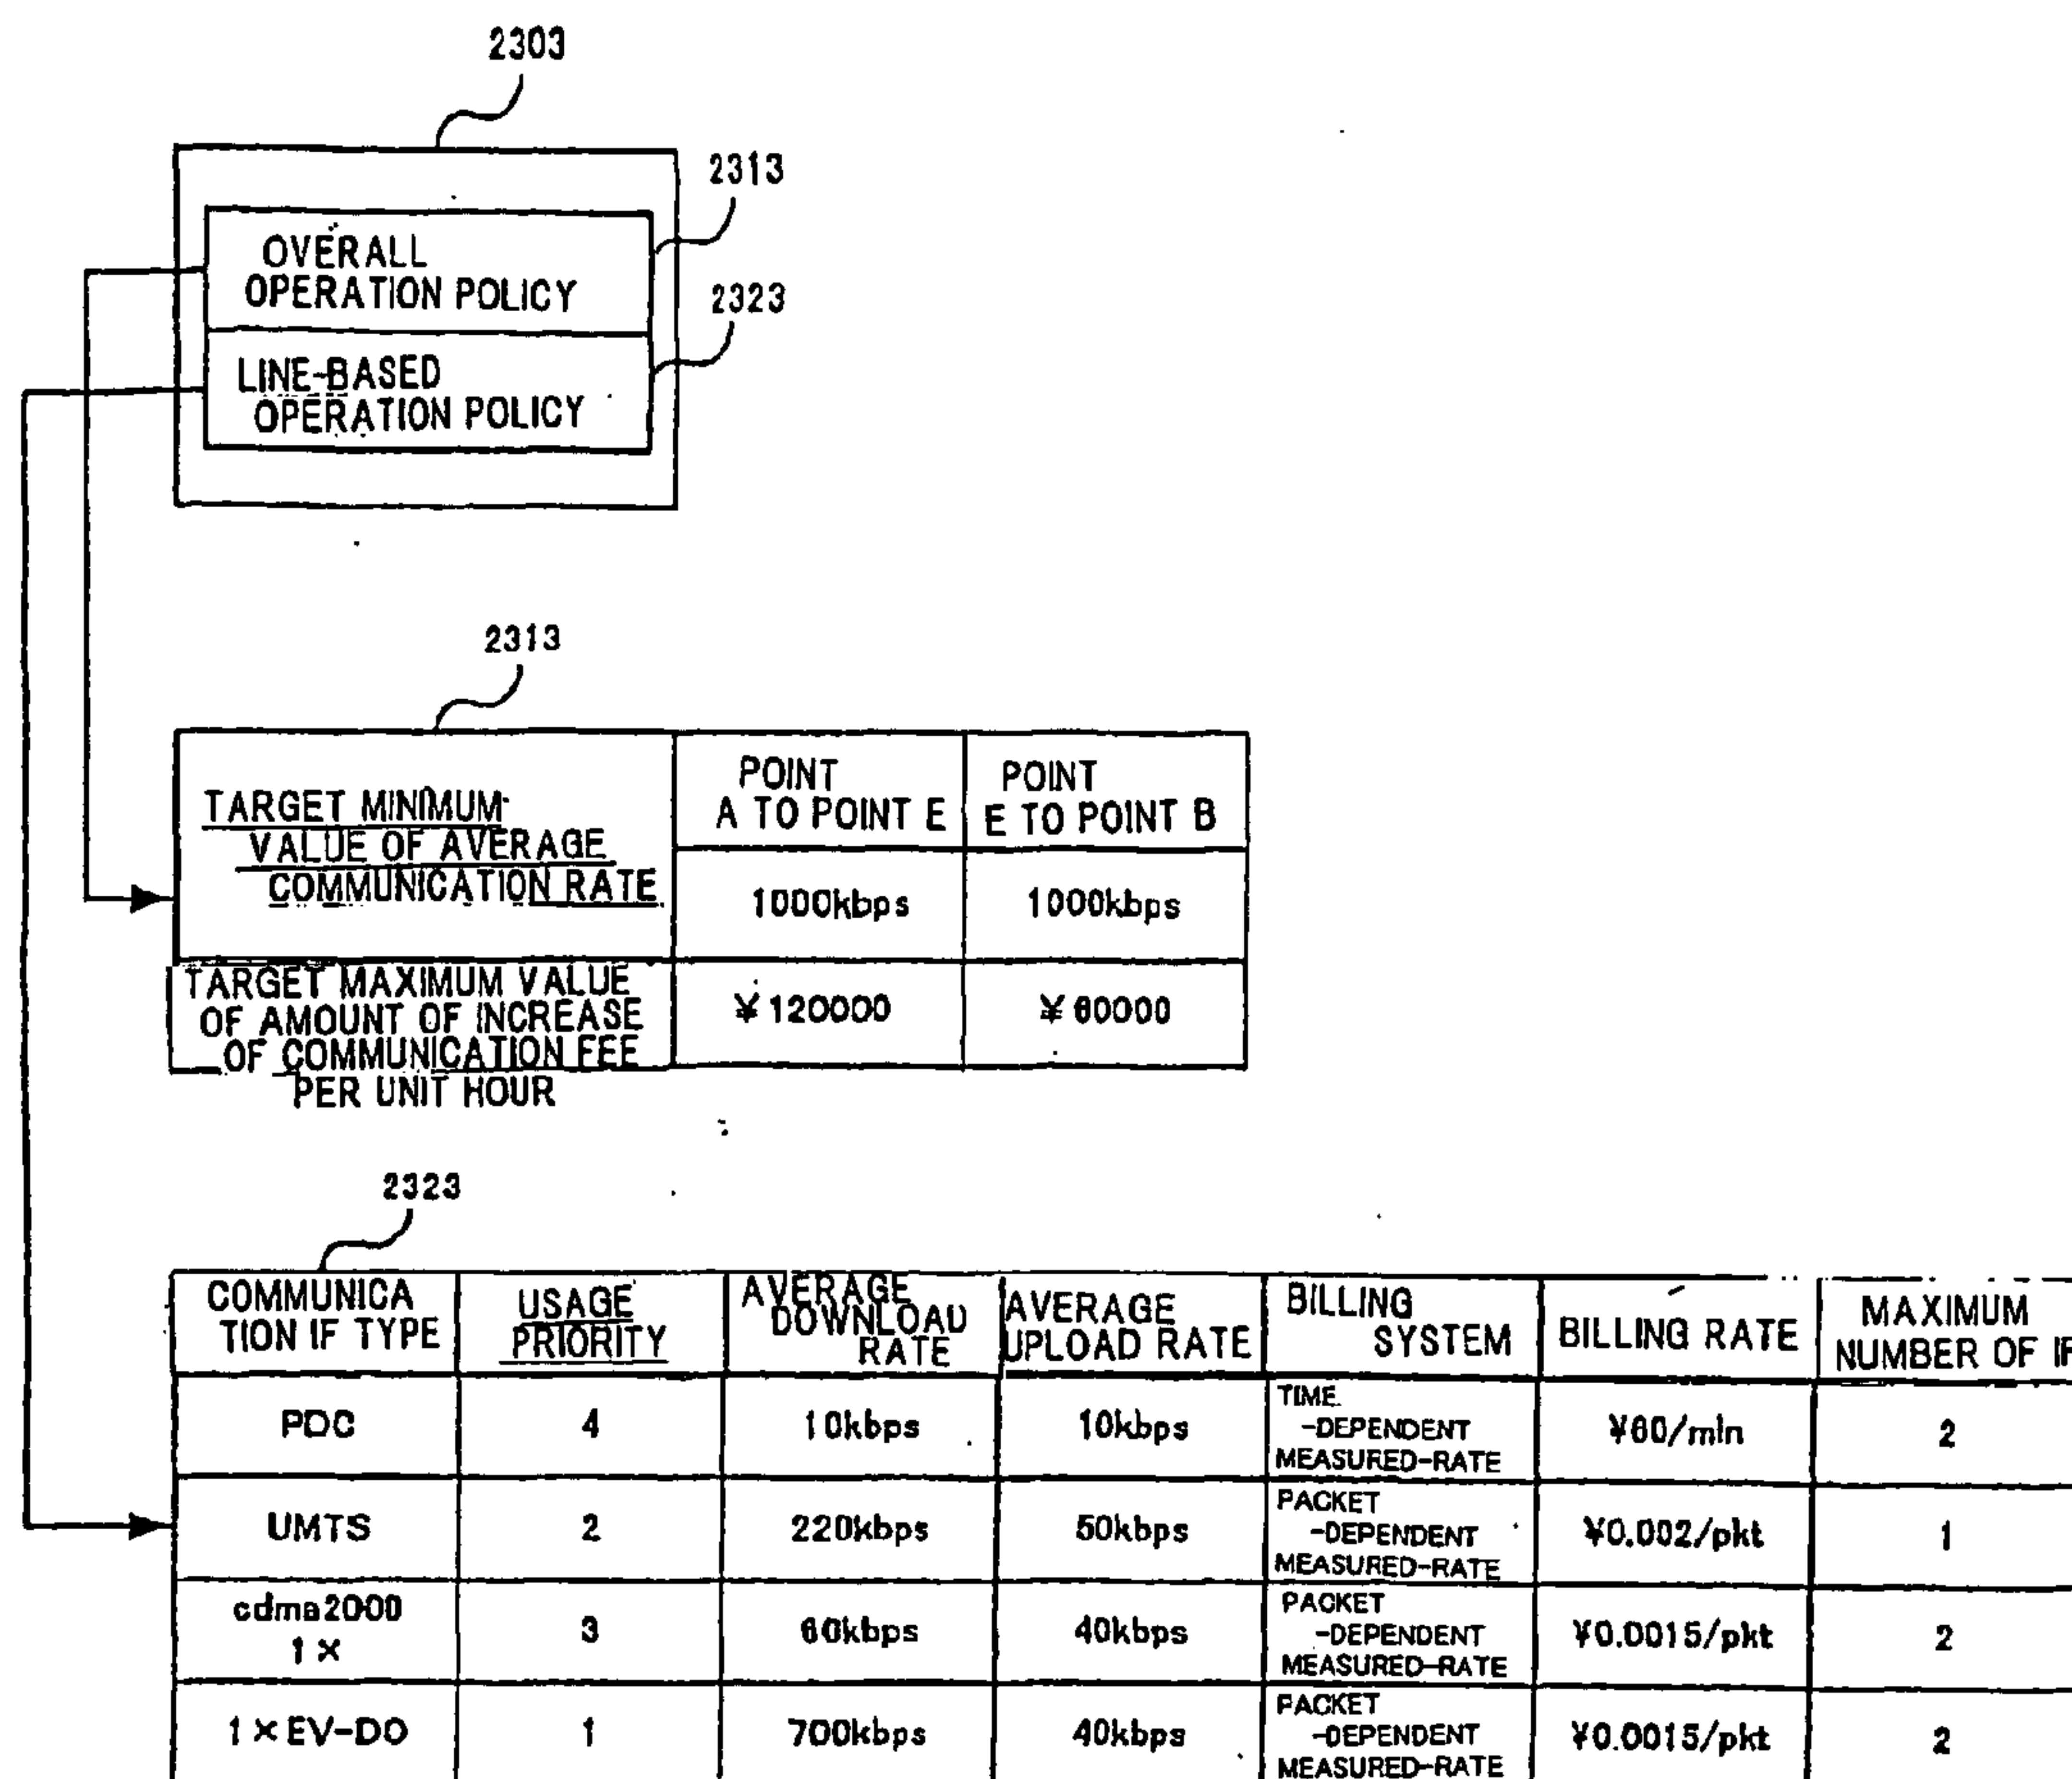 2303
2313
OVERALL
OPERATION POLICY
2323
LINE-BASED
OPERATION POLICY
2313
TARGET MINIMUM
VALUE OF AVERAGE
COMMUNICATION RATE
POINT
A TO POINT E
POINT
E TO POINT B
1000kbps
1000kbps
TARGET MAXIMUM VALUE
OF AMOUNT OF INCREASE
OF COMMUNICATION FEE
PER UNIT HOUR
¥120000
¥60000
2323
COMMUNICA
TION IF TYPE
USAGE
PRIORITY
AVERAGE
DOWNLOAD
RATE
AVERAGE
UPLOAD RATE
BILLING
SYSTEM
BILLING RATE
MAXIMUM
NUMBER OF IF
PDC
4
10kbps
10kbps
TIME
-DEPENDENT
MEASURED-RATE
¥60/min
2
UMTS
2
220kbps
50kbps
PACKET
-DEPENDENT
MEASURED-RATE
¥0.002/pkt
1
cdma2000
1×
3
60kbps
40kbps
PACKET
-DEPENDENT
MEASURED-RATE
¥0.0015/pkt
2
1×EV-DO
1
700kbps
40kbps
PACKET
-DEPENDENT
MEASURED-RATE
¥0.0015/pkt
2